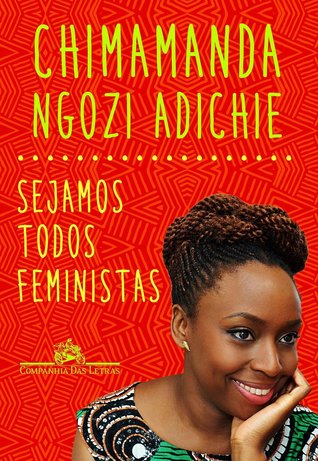 CHIMAMANDA
NGOZI ADICHIE
SEJAMOS
TODOS
FEMINISTAS
COMPANHIA DAS LETRAS